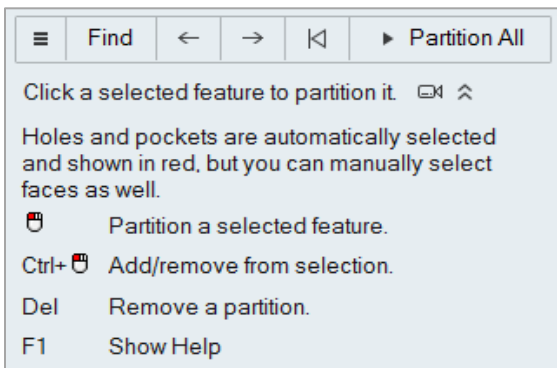 Find Partition All
Click a selected feature to partition it.
Holes and pockets are automatically selected
and shown in red, but you can manually select
faces as well.
Partition a selected feature.
Ctrl+ Add/remove from selection.
Del Remove a partition.
F1 Show Help